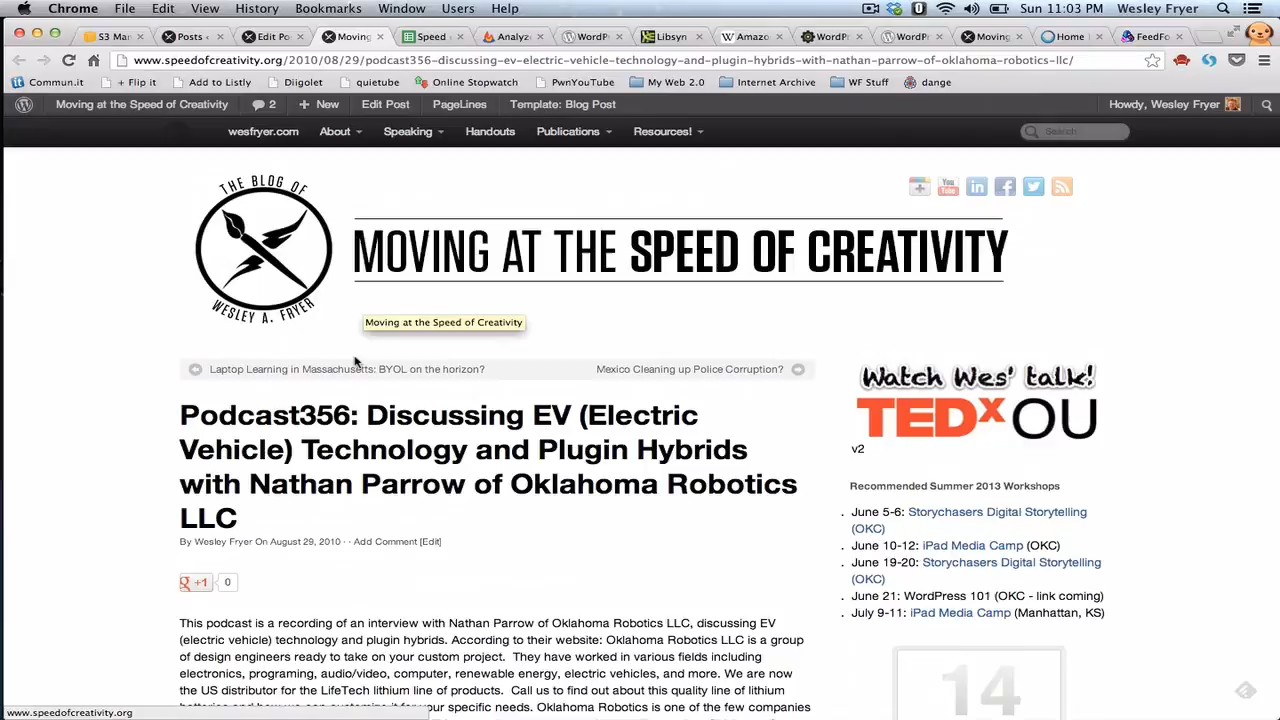 Chrome File Edit View History Bookmarks Window Users Help Sun 11:03 PM Wesley Fryer
S3 Mar Posts Edit Po Moving Speed Analyz WordPr Libsyn Amazo WordPr WordPr Moving Home FeedFo
www.speedofcreativity.org/2010/08/29/podcast356-discussing-ev-electric-vehicle-technology-and-plugin-hybrids-with-nathan-parrow-of-oklahoma-robotics-llc/
Commun.it + Flip it Add to Listly Diigolet quietube Online Stopwatch PwnYouTube My Web 2.0 Internet Archive WF Stuff dange
Moving at the Speed of Creativity 2 + New Edit Post PageLines Template: Blog Post Howdy, Wesley Fryer
wesfryer.com About Speaking Handouts Publications Resources! Search
THE BLOG OF
WESLEY A. FRYER
MOVING AT THE SPEED OF CREATIVITY
You Tube
Moving at the Speed of Creativity
Laptop Learning in Massachusetts: BYOL on the horizon? Mexico Cleaning up Police Corruption?
Podcast356: Discussing EV (Electric
Vehicle) Technology and Plugin Hybrids
with Nathan Parrow of Oklahoma Robotics
LLC
By Wesley Fryer On August 29, 2010 · · Add Comment [Edit]
g +1 0
This podcast is a recording of an interview with Nathan Parrow of Oklahoma Robotics LLC, discussing EV
(electric vehicle) technology and plugin hybrids. According to their website: Oklahoma Robotics LLC is a group
of design engineers ready to take on your custom project. They have worked in various fields including
electronics, programing, audio/video, computer, renewable energy, electric vehicles, and more. We are now
the US distributor for the LifeTech lithium line of products. Call us to find out about this quality line of lithium
your specific needs. Oklahoma Robotics is one of the few companies
Watch Wes' talk!
TEDx OU
v2
Recommended Summer 2013 Workshops
. June 5-6: Storychasers Digital Storytelling
(OKC)
. June 10-12: iPad Media Camp (OKC)
. June 19-20: Storychasers Digital Storytelling
(OKC)
. June 21: WordPress 101 (OKC - link coming)
. July 9-11: iPad Media Camp (Manhattan, KS)
14
www.speedofcreativity.org